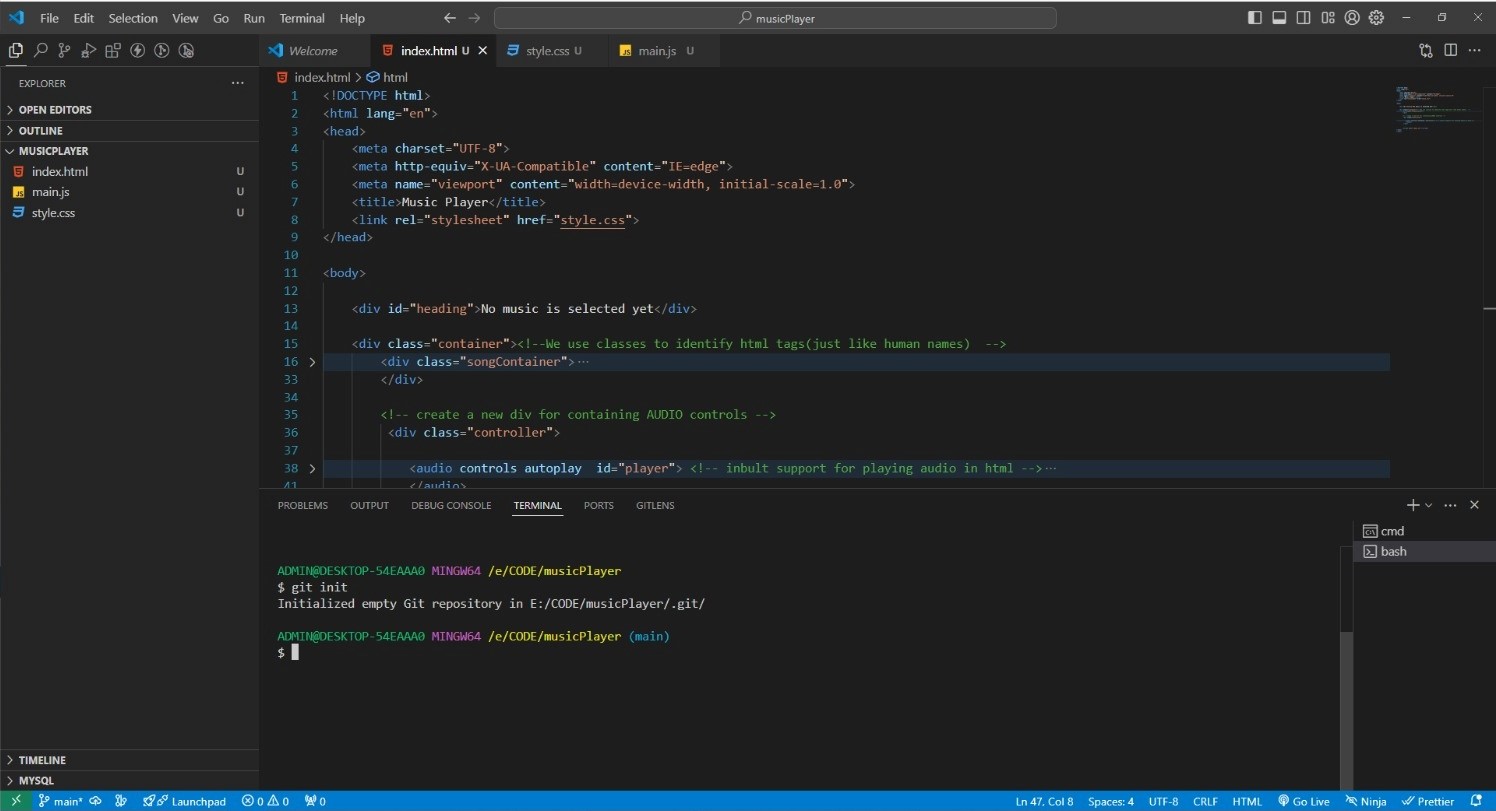 File Edit Selection View Go Run Terminal Help
musicPlayer
Welcome index.html U style.css U main.js U
EXPLORER
OPEN EDITORS
OUTLINE
MUSICPLAYER
index.html U
main.js U
style.css U
TIMELINE
MYSQL
index.html > html
1 <!DOCTYPE html>
2 <html lang="en">
3 <head>
4 <meta charset="UTF-8">
5 <meta http-equiv="X-UA-Compatible" content="IE=edge">
6 <meta name="viewport" content="width=device-width, initial-scale=1.0">
7 <title>Music Player</title>
8 <link rel="stylesheet" href="style.css">
9 </head>
10
11 <body>
12
13 <div id="heading">No music is selected yet</div>
14
15 <div class="container"><!--We use classes to identify html tags(just like human names)  -->
16 <div class="songContainer">···
33 </div>
34
35 <!-- create a new div for containing AUDIO controls -->
36 <div class="controller">
37
38 <audio controls autoplay  id="player"> <!-- inbult support for playing audio in html -->···
41 </audio>
PROBLEMS OUTPUT DEBUG CONSOLE TERMINAL PORTS GITLENS
cmd
bash
ADMIN@DESKTOP-54EAAA0 MINGW64 /e/CODE/musicPlayer
$ git init
Initialized empty Git repository in E:/CODE/musicPlayer/.git/
ADMIN@DESKTOP-54EAAA0 MINGW64 /e/CODE/musicPlayer (main)
$
main* Launchpad 0 0 0 Ln 47, Col 8 Spaces: 4 UTF-8 CRLF HTML Go Live Ninja Prettier